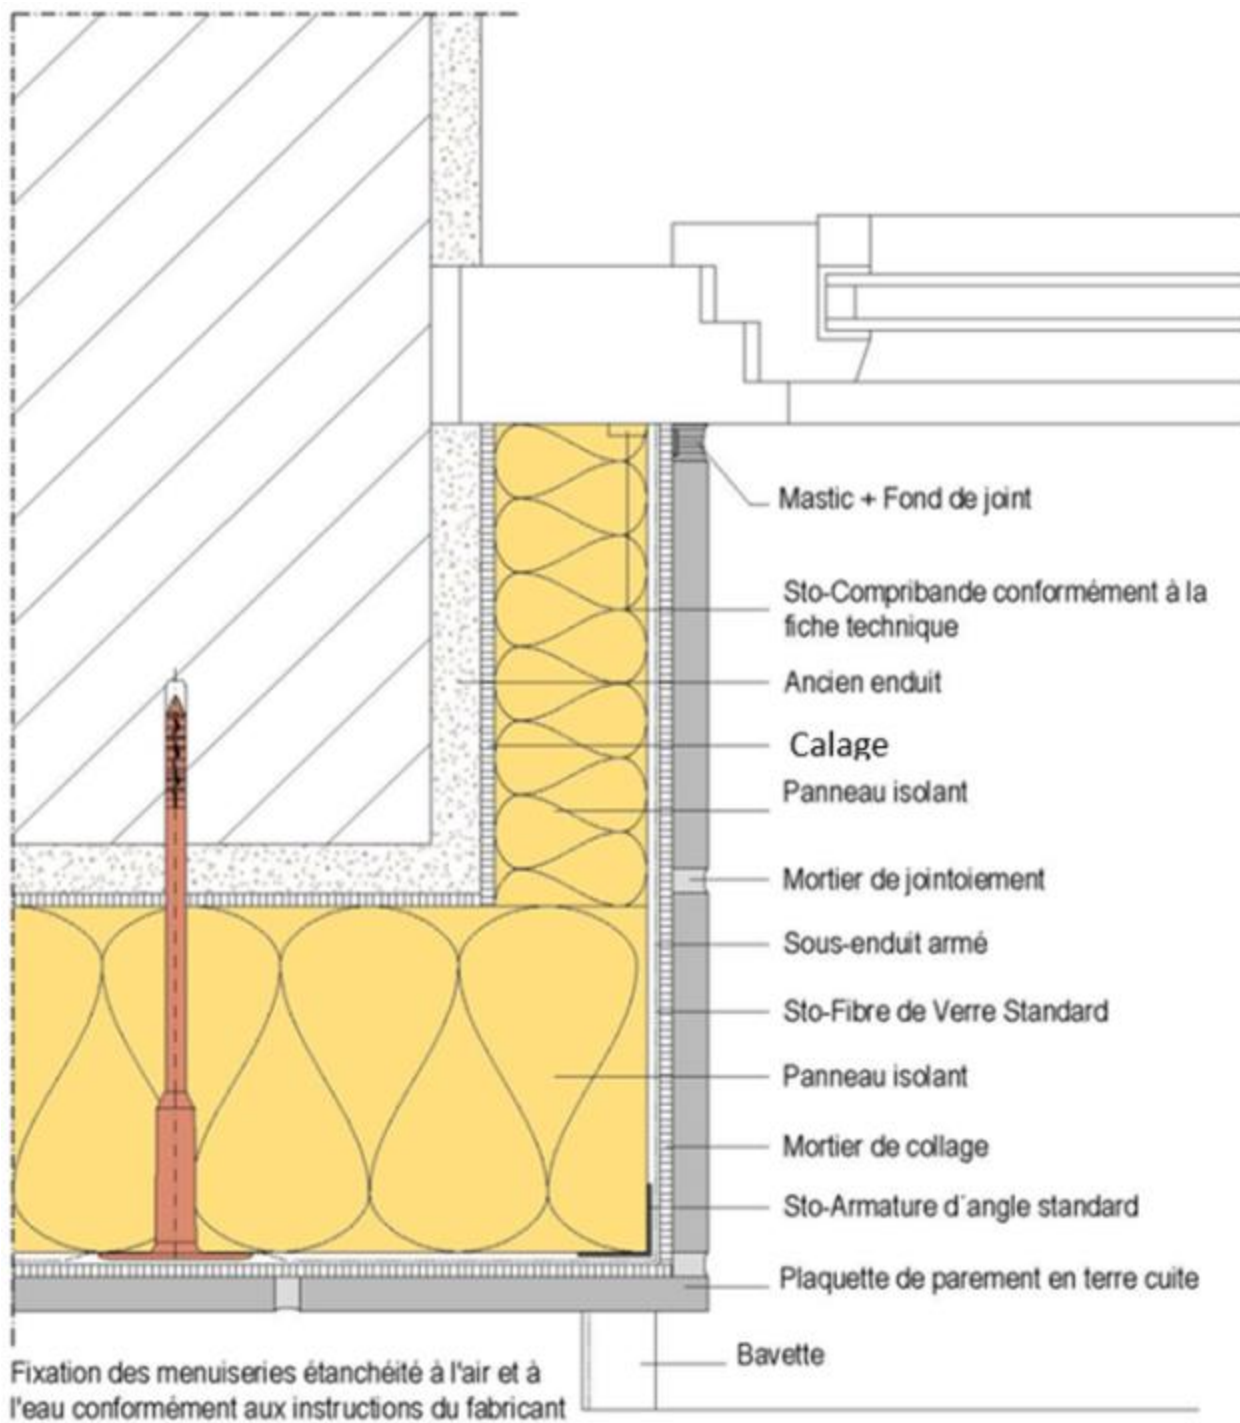 Mastic + Fond de joint
Sto-Compribande conformément à la
fiche technique
Ancien enduit
Calage
Panneau isolant
Mortier de jointoiement
Sous-enduit armé
Sto-Fibre de Verre Standard
Panneau isolant
Mortier de collage
Sto-Armature d´angle standard
Plaquette de parement en terre cuite
Bavette
Fixation des menuiseries étanchéité à l'air et à
l'eau conformément aux instructions du fabricant